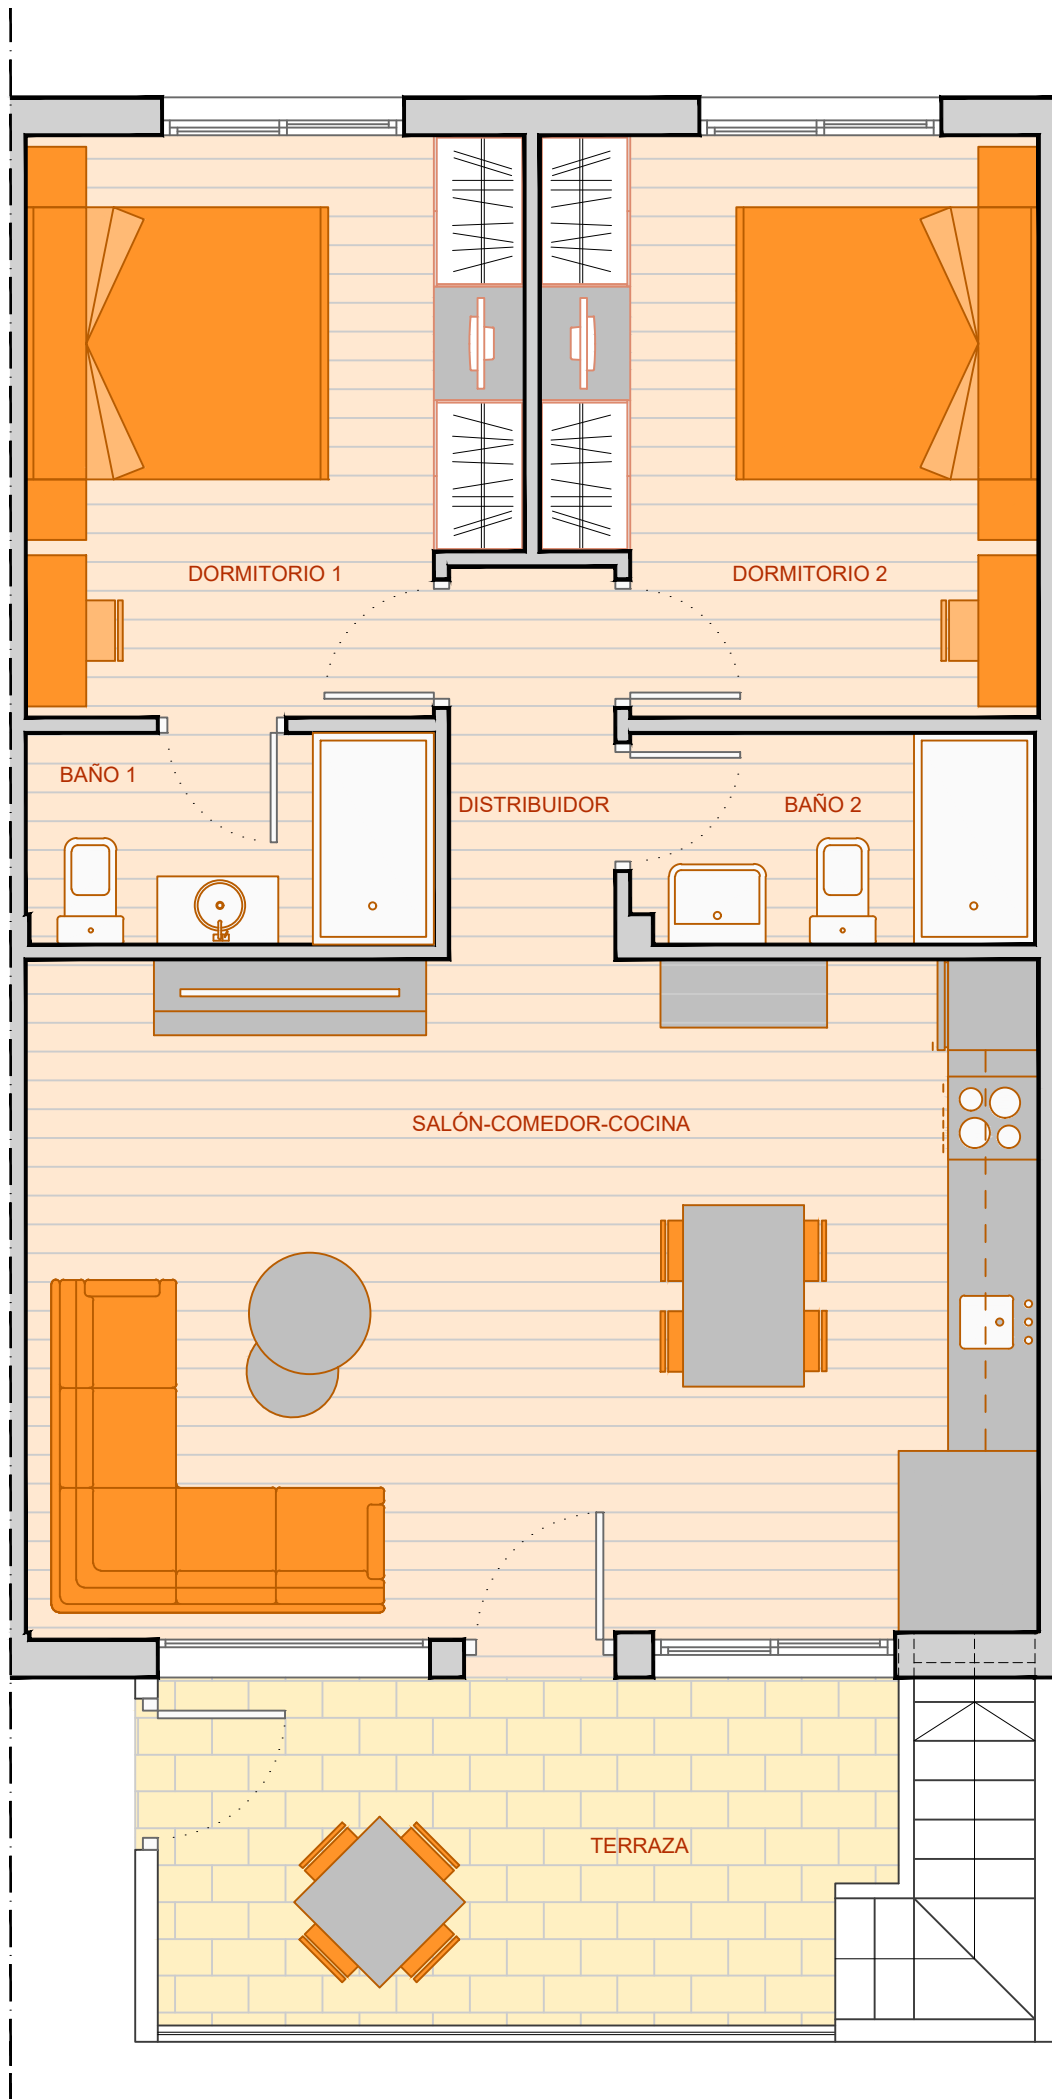 DORMITORIO 1
DORMITORIO 2
BAÑO 1
DISTRIBUIDOR
BAÑO 2
SALÓN-COMEDOR-COCINA
TERRAZA